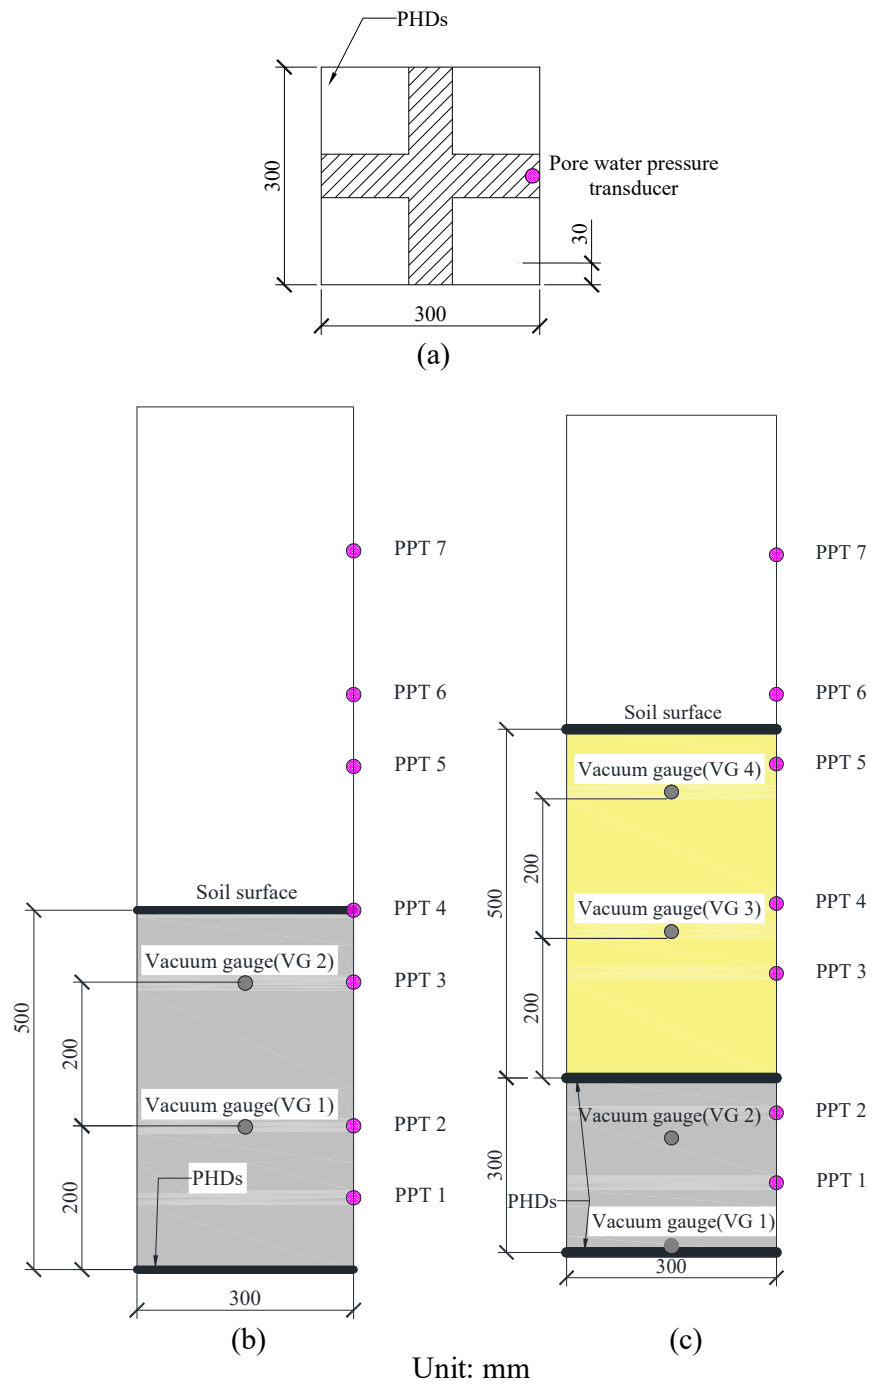 PHDs
300
Pore water pressure
transducer
30
300
(a)
PPT 7
PPT 6
PPT 5
Soil surface
PPT 4
Vacuum gauge(VG 2)
PPT 3
500
200
Vacuum gauge(VG 1)
PPT 2
200
PHDs
PPT 1
300
(b)
PPT 7
PPT 6
Soil surface
PPT 5
Vacuum gauge(VG 4)
200
500
Vacuum gauge(VG 3)
PPT 4
PPT 3
200
Vacuum gauge(VG 2)
PPT 2
300
PPT 1
PHDs
Vacuum gauge(VG 1)
300
(c)
Unit: mm